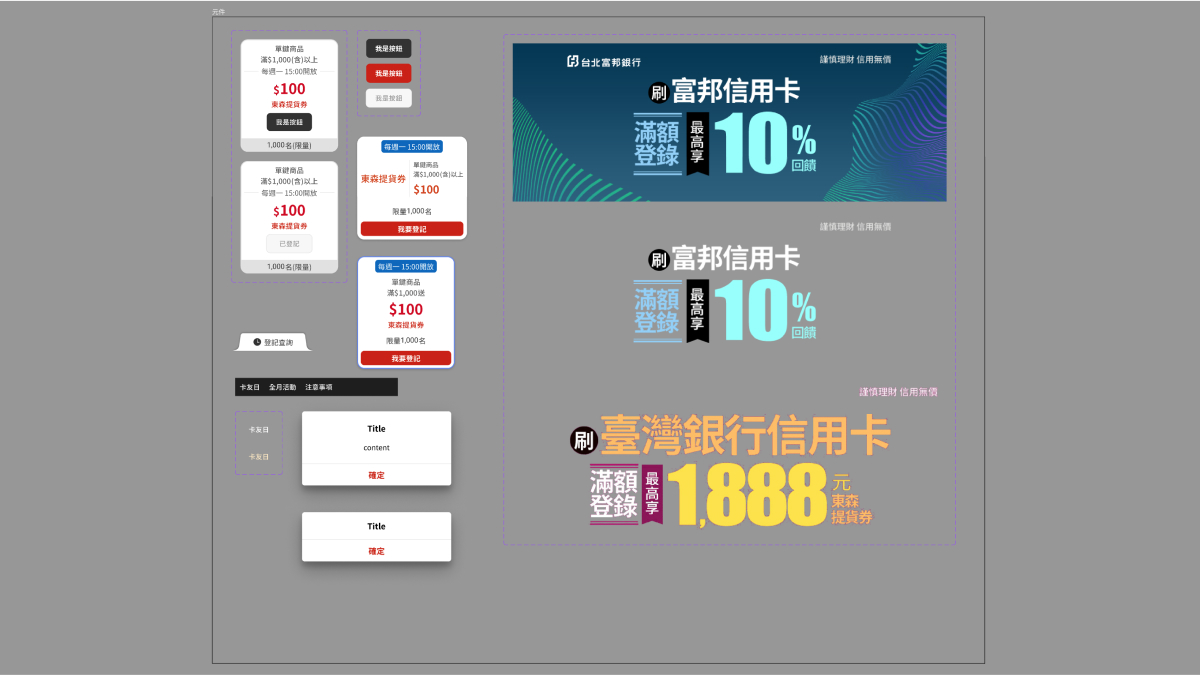 元件
單鍵商品
滿$1,000(含)以上
每週一 15:00開放
$100
東森提貨券
我是按鈕
1,000名(限量)
單鍵商品
滿$1,000(含)以上
每週一 15:00開放
$100
東森提貨券
已登記
1,000名(限量)
登記查詢
卡友日 全月活動 注意事項
卡友日
卡友日
我是按鈕
我是按鈕
我是按鈕
每週一 15:00開放
東森提貨券
單鍵商品
滿$1,000(含)以上
$100
限量1,000名
我要登記
每週一 15:00開放
單鍵商品
滿$1,000送
$100
東森提貨券
限量1,000名
我要登記
Title
content
確定
Title
確定
台北富邦銀行
謹慎理財 信用無價
刷 富邦信用卡
滿額
登錄
最高享
10%
回饋
謹慎理財 信用無價
刷 富邦信用卡
滿額
登錄
最高享
10%
回饋
謹慎理財 信用無價
刷 臺灣銀行信用卡
滿額
登錄
最高享
1,888
元
東森
提貨券